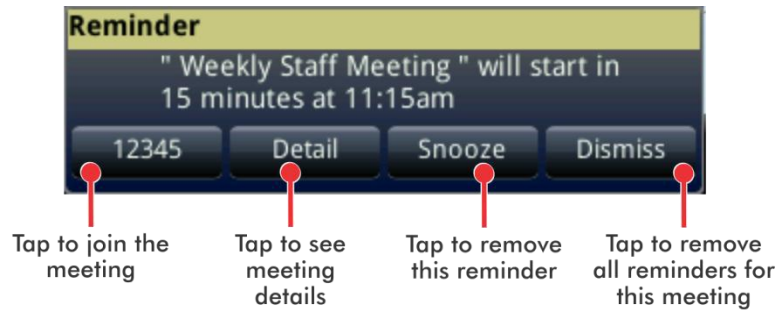 Reminder
" Weekly Staff Meeting " will start in
15 minutes at 11:15am
12345 Detail Snooze Dismiss
Tap to join the
meeting
Tap to see
meeting
details
Tap to remove
this reminder
Tap to remove
all reminders for
this meeting